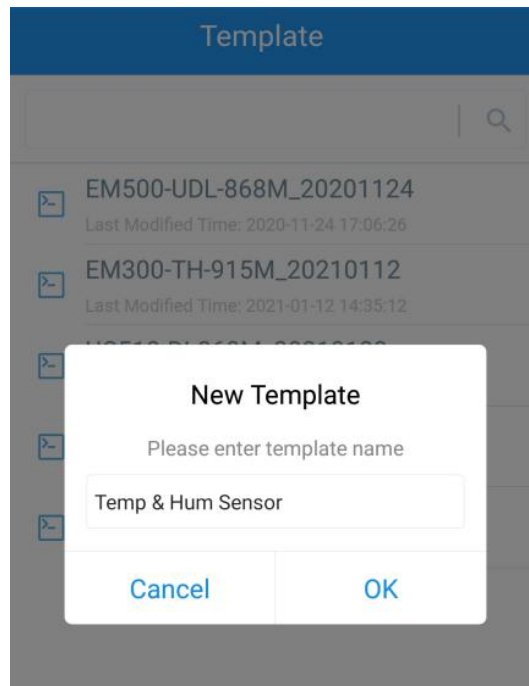 Template
EM500-UDL-868M_20201124
Last Modified Time: 2020-11-24 17:06:26
EM300-TH-915M_20210112
Last Modified Time: 2021-01-12 14:35:12
New Template
Please enter template name
Temp & Hum Sensor
Cancel OK